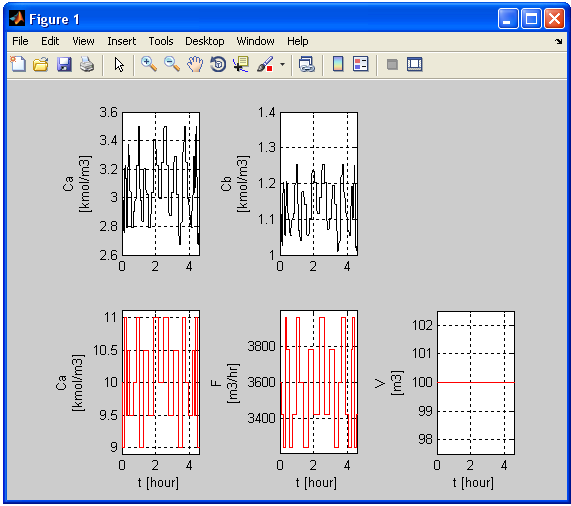 Figure 1
File Edit View Insert Tools Desktop Window Help
3.6
3.4
3.2
3
2.8
2.6
Ca
[kmol/m3]
0 2 4
1.4
1.3
1.2
1.1
1
Cb
[kmol/m3]
0 2 4
11
10.5
10
9.5
9
Ca
[kmol/m3]
0 2 4
t [hour]
3800
3600
3400
F
[m3/hr]
0 2 4
t [hour]
102
101
100
99
98
V
[m3]
0 2 4
t [hour]